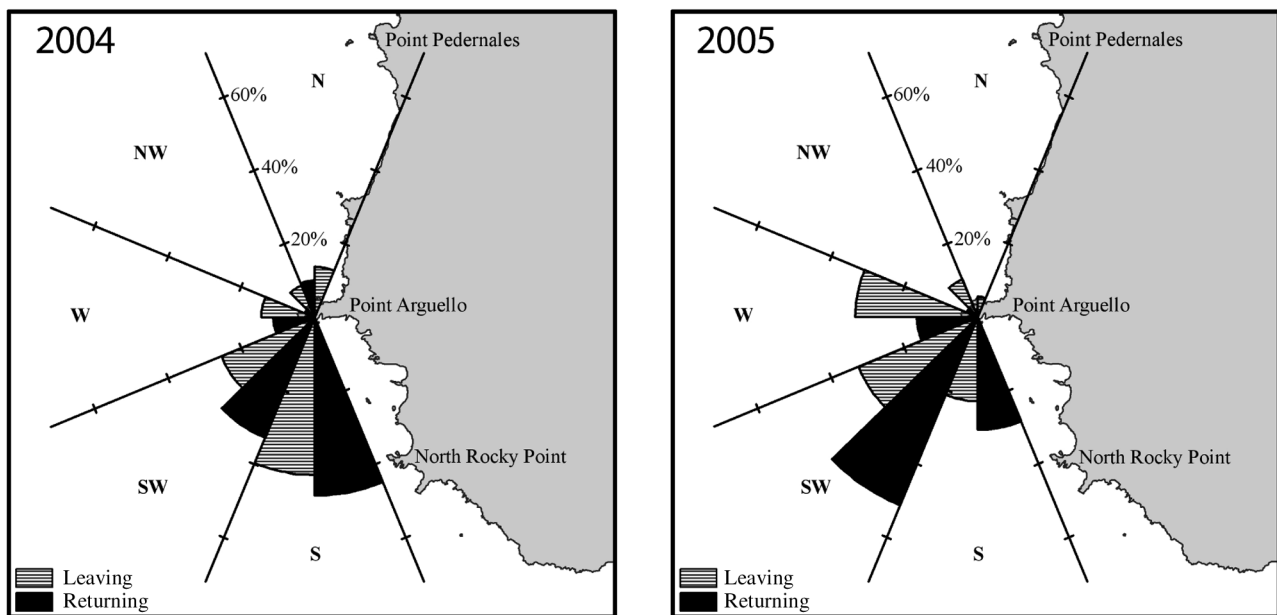 2004
Point Pedernales
N
60%
NW
40%
20%
Point Arguello
W
North Rocky Point
SW
S
Leaving
Returning
2005
Point Pedernales
N
60%
NW
40%
20%
Point Arguello
W
North Rocky Point
SW
S
Leaving
Returning